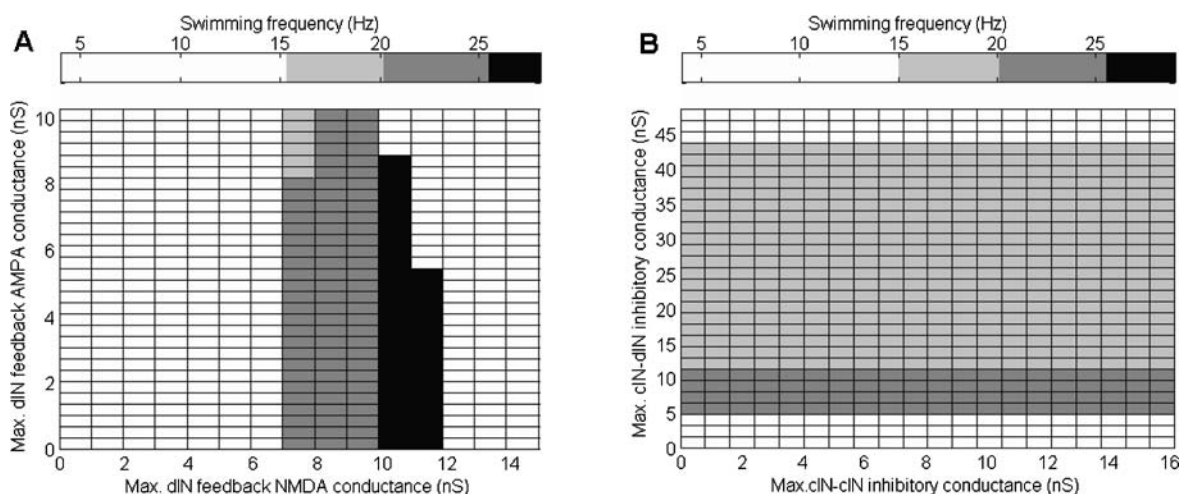 A
Swimming frequency (Hz)
5 10 15 20 25
Max. dIN feedback AMPA conductance (nS)
10
8
6
4
2
0
0 2 4 6 8 10 12 14
Max. dIN feedback NMDA conductance (nS)
B
Swimming frequency (Hz)
5 10 15 20 25
Max. cIN-dIN inhibitory conductance (nS)
45
40
35
30
25
20
15
10
5
0
0 2 4 6 8 10 12 14 16
Max.cIN-cIN inhibitory conductance (nS)